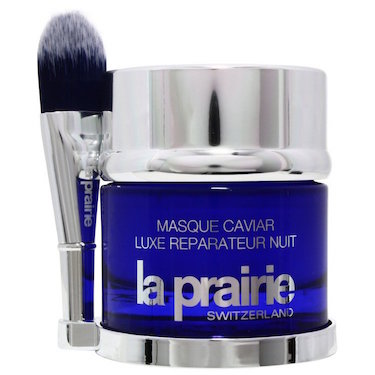 MASQUE CAVIAR
LUXE REPARATEUR NUIT
la prairie
SWITZERLAND
la prairie